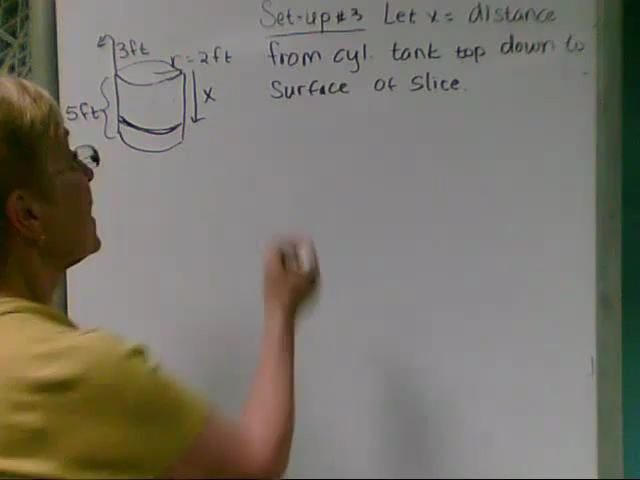 Set-up #3 Let x = distance
from cyl. tank top down to
surface of slice.
3ft
r = 2ft
5ft
x